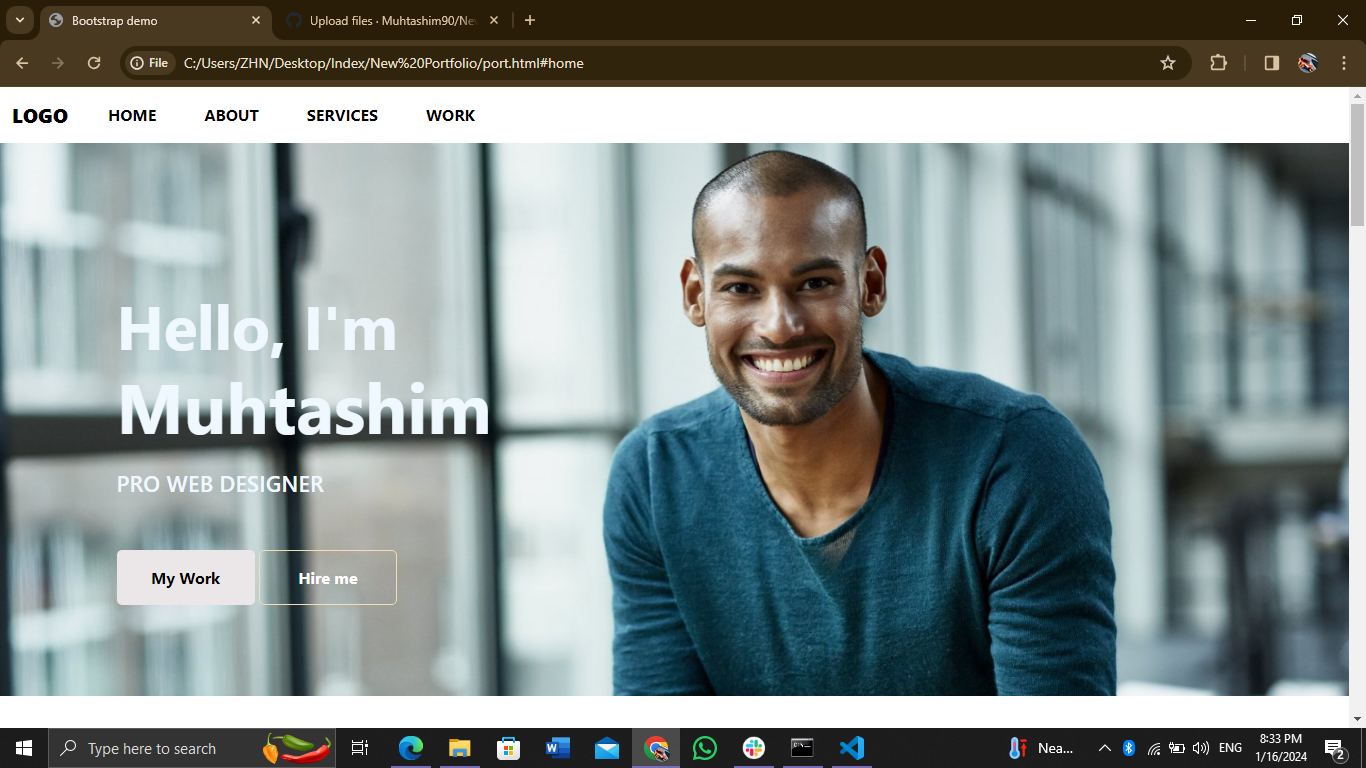 Bootstrap demo
Upload files · Muhtashim90/Ne
File
C:/Users/ZHN/Desktop/Index/New%20Portfolio/port.html#home
LOGO HOME ABOUT SERVICES WORK
Hello, I'm
Muhtashim
PRO WEB DESIGNER
My Work Hire me
Type here to search
Nea...
ENG
8:33 PM
1/16/2024
2